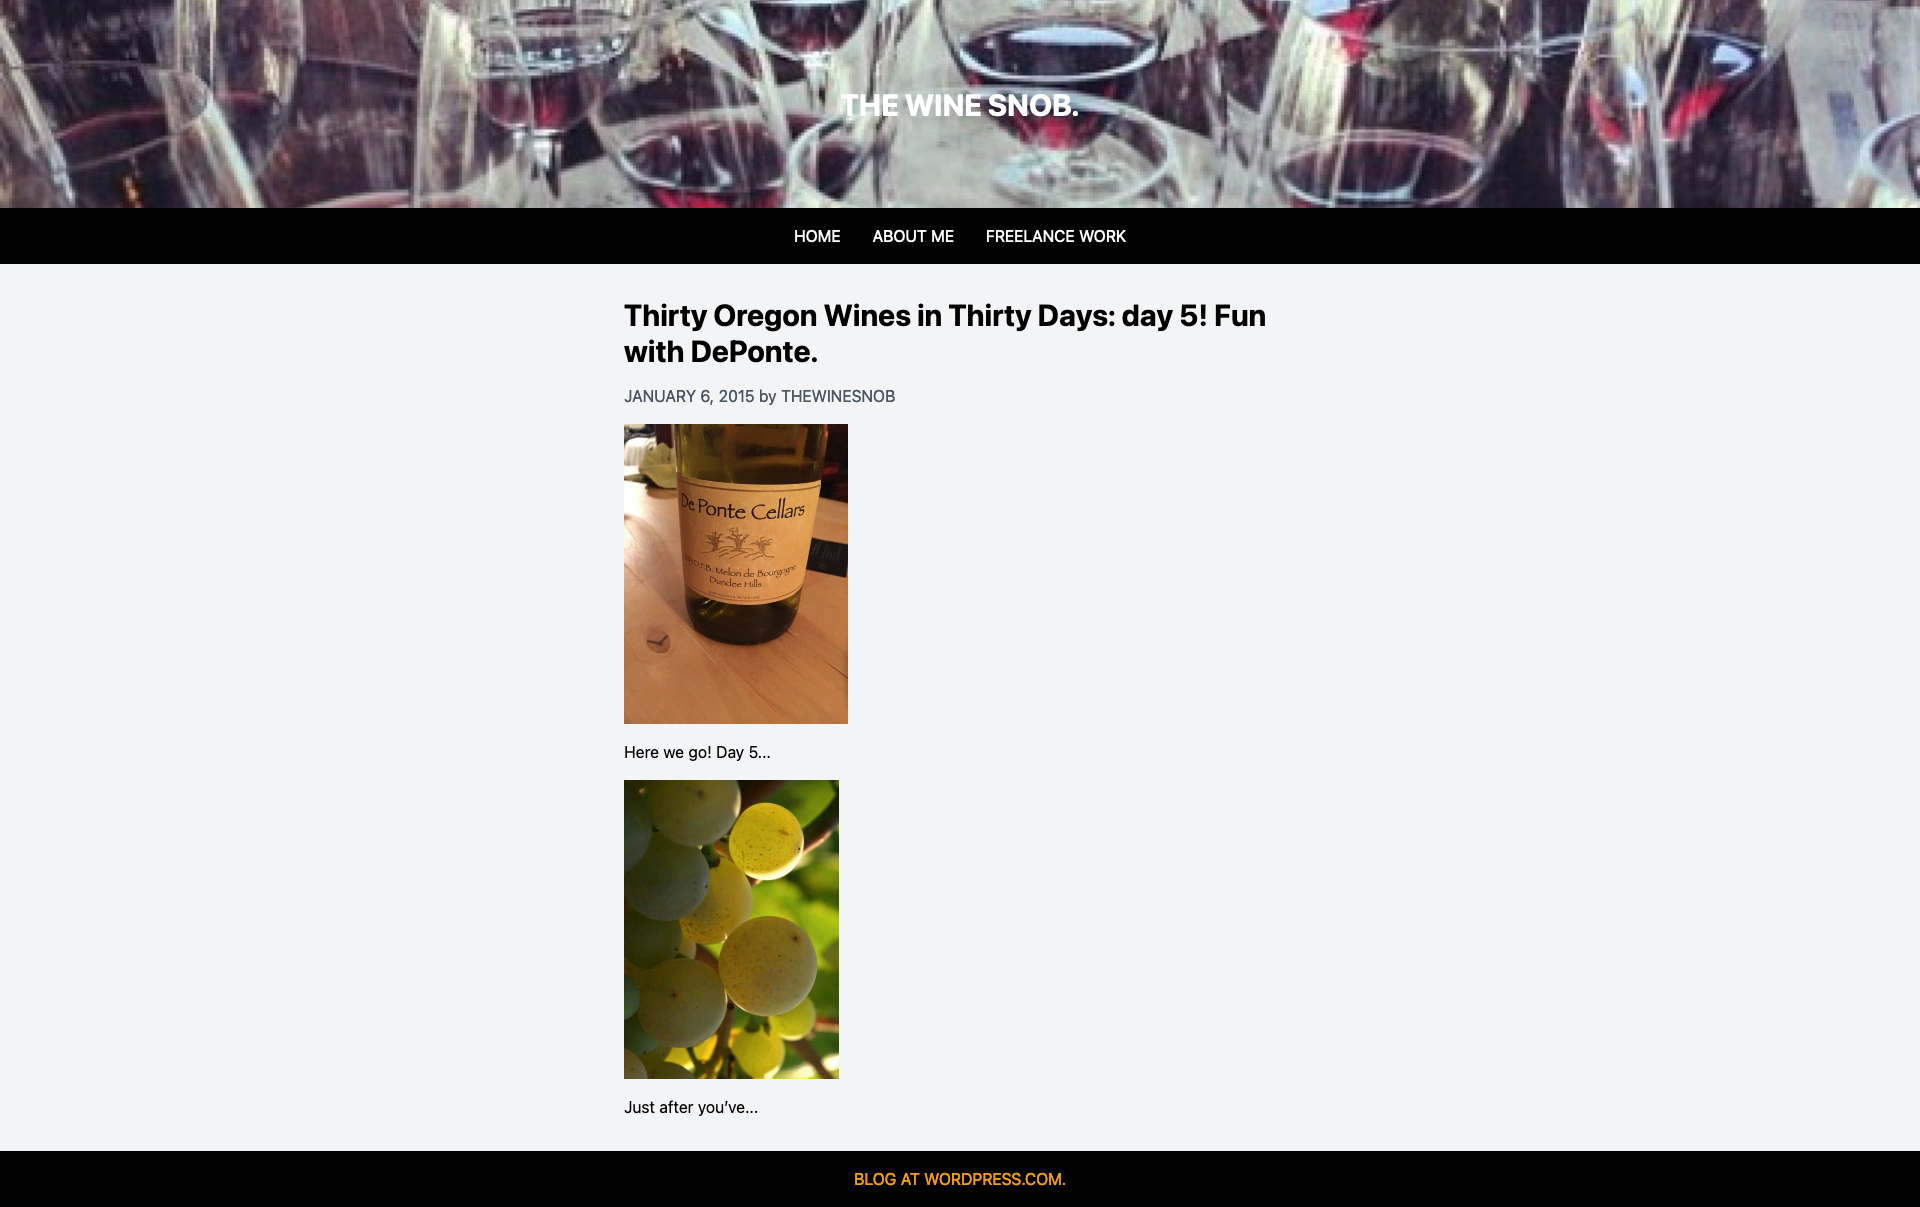 THE WINE SNOB.
HOME ABOUT ME FREELANCE WORK
Thirty Oregon Wines in Thirty Days: day 5! Fun
with DePonte.
JANUARY 6, 2015 by THEWINESNOB
De Ponte Cellars
D.F.B. Melon de Bourgogne
Dundee Hills
Here we go! Day 5...
Just after you've...
BLOG AT WORDPRESS.COM.